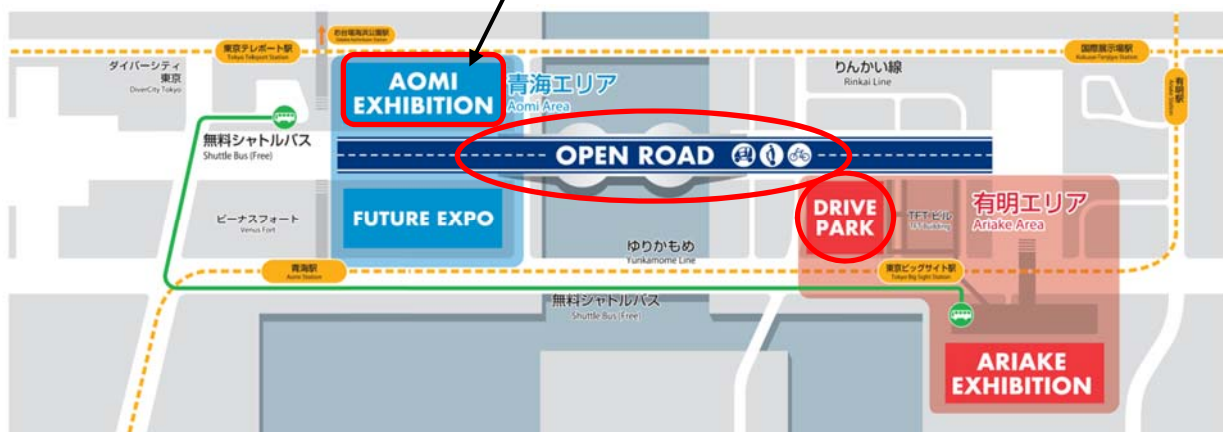 お台場海浜公園駅
Odaiba Kaihinkoen Station
東京テレポート駅
Tokyo Teleport Station
国際展示場駅
Kokusai-Tenjijo Station
ダイバーシティ
東京
DiverCity Tokyo
AOMI
EXHIBITION
青海エリア
Aomi Area
りんかい線
Rinkai Line
有明駅
Ariake Station
無料シャトルバス
Shuttle Bus (Free)
OPEN ROAD
ビーナスフォート
Venus Fort
FUTURE EXPO
DRIVE
PARK
TFTビル
TFT Building
有明エリア
Ariake Area
ゆりかもめ
Yurikamome Line
青海駅
Aomi Station
東京ビッグサイト駅
Tokyo Big Sight Station
無料シャトルバス
Shuttle Bus (Free)
ARIAKE
EXHIBITION